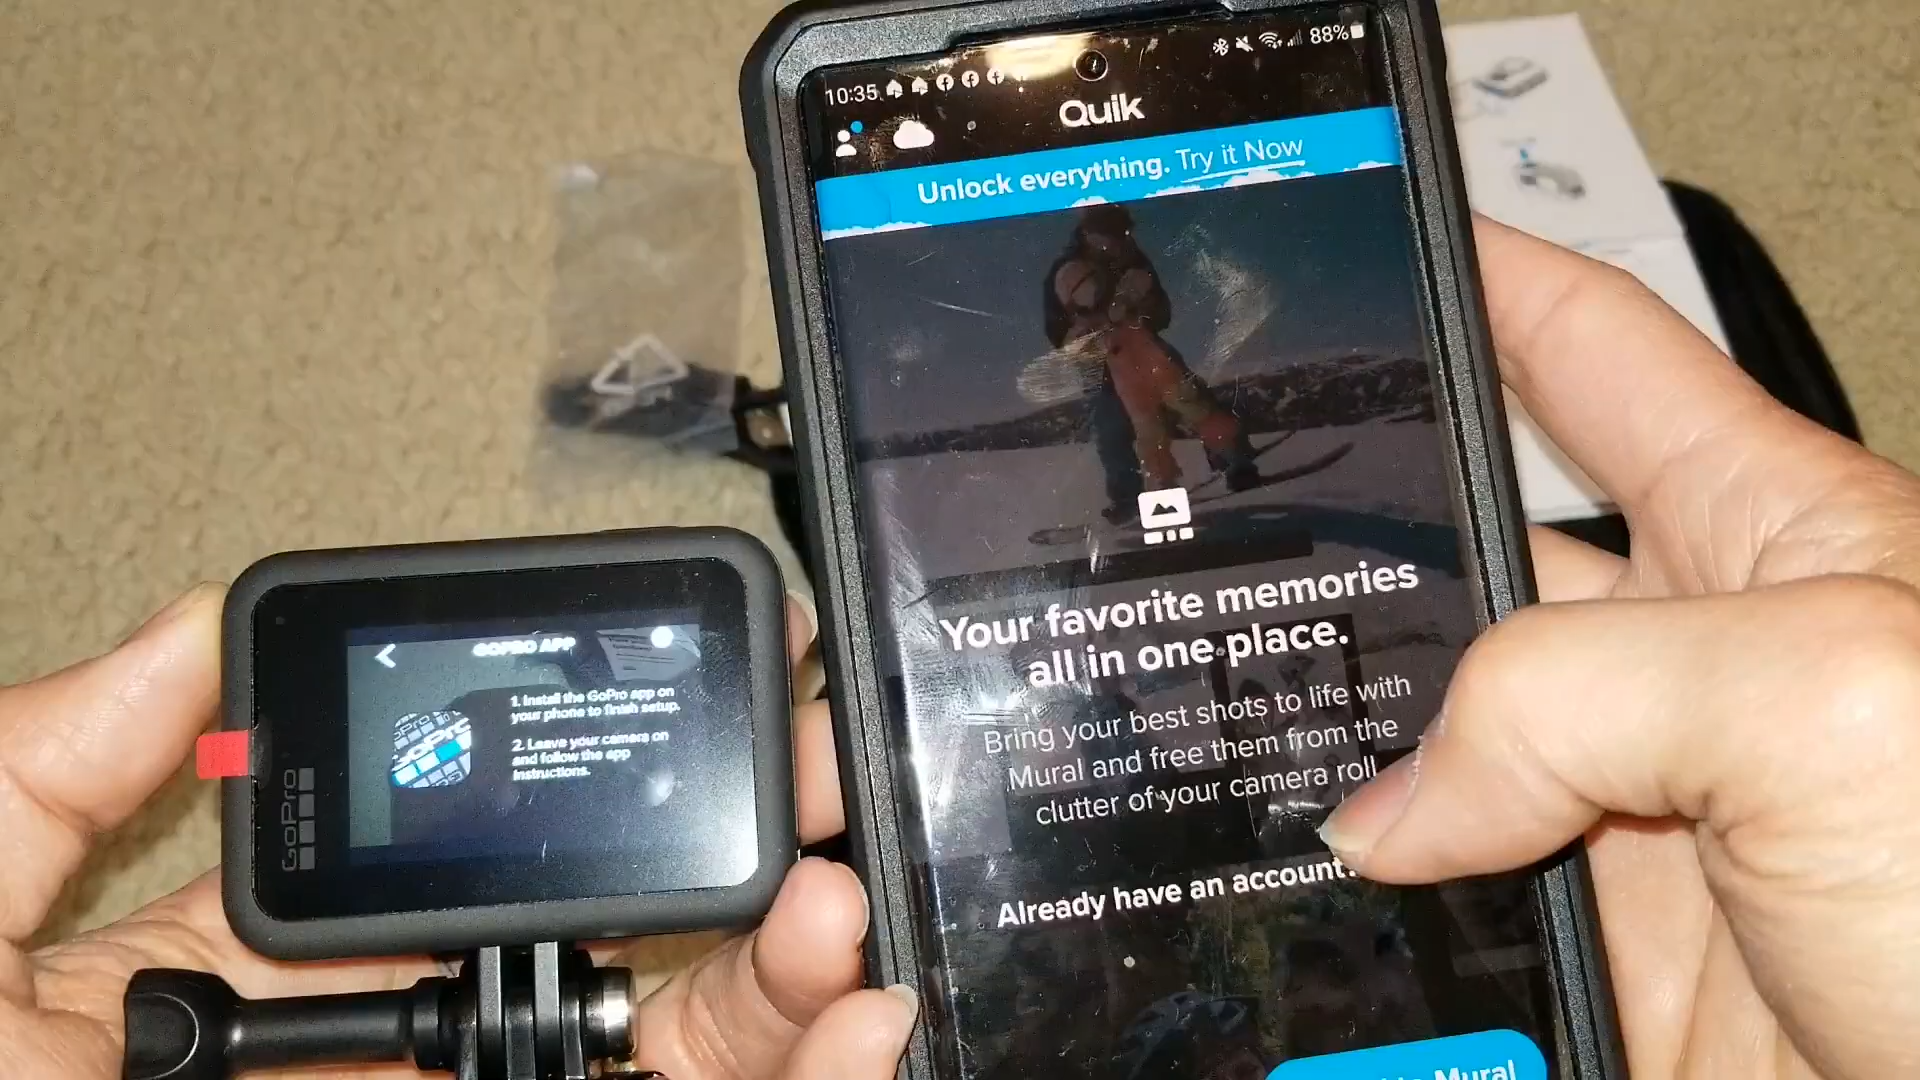 10:35
88%
Quik
Unlock everything. Try it Now
Your favorite memories
all in one place.
Bring your best shots to life with
Mural and free them from the
clutter of your camera roll
Already have an account?
Mural
GOPRO APP
1. Install the GoPro app on
your phone to finish setup.
2. Leave your camera on
and follow the app
instructions.
GoPro
GoPro